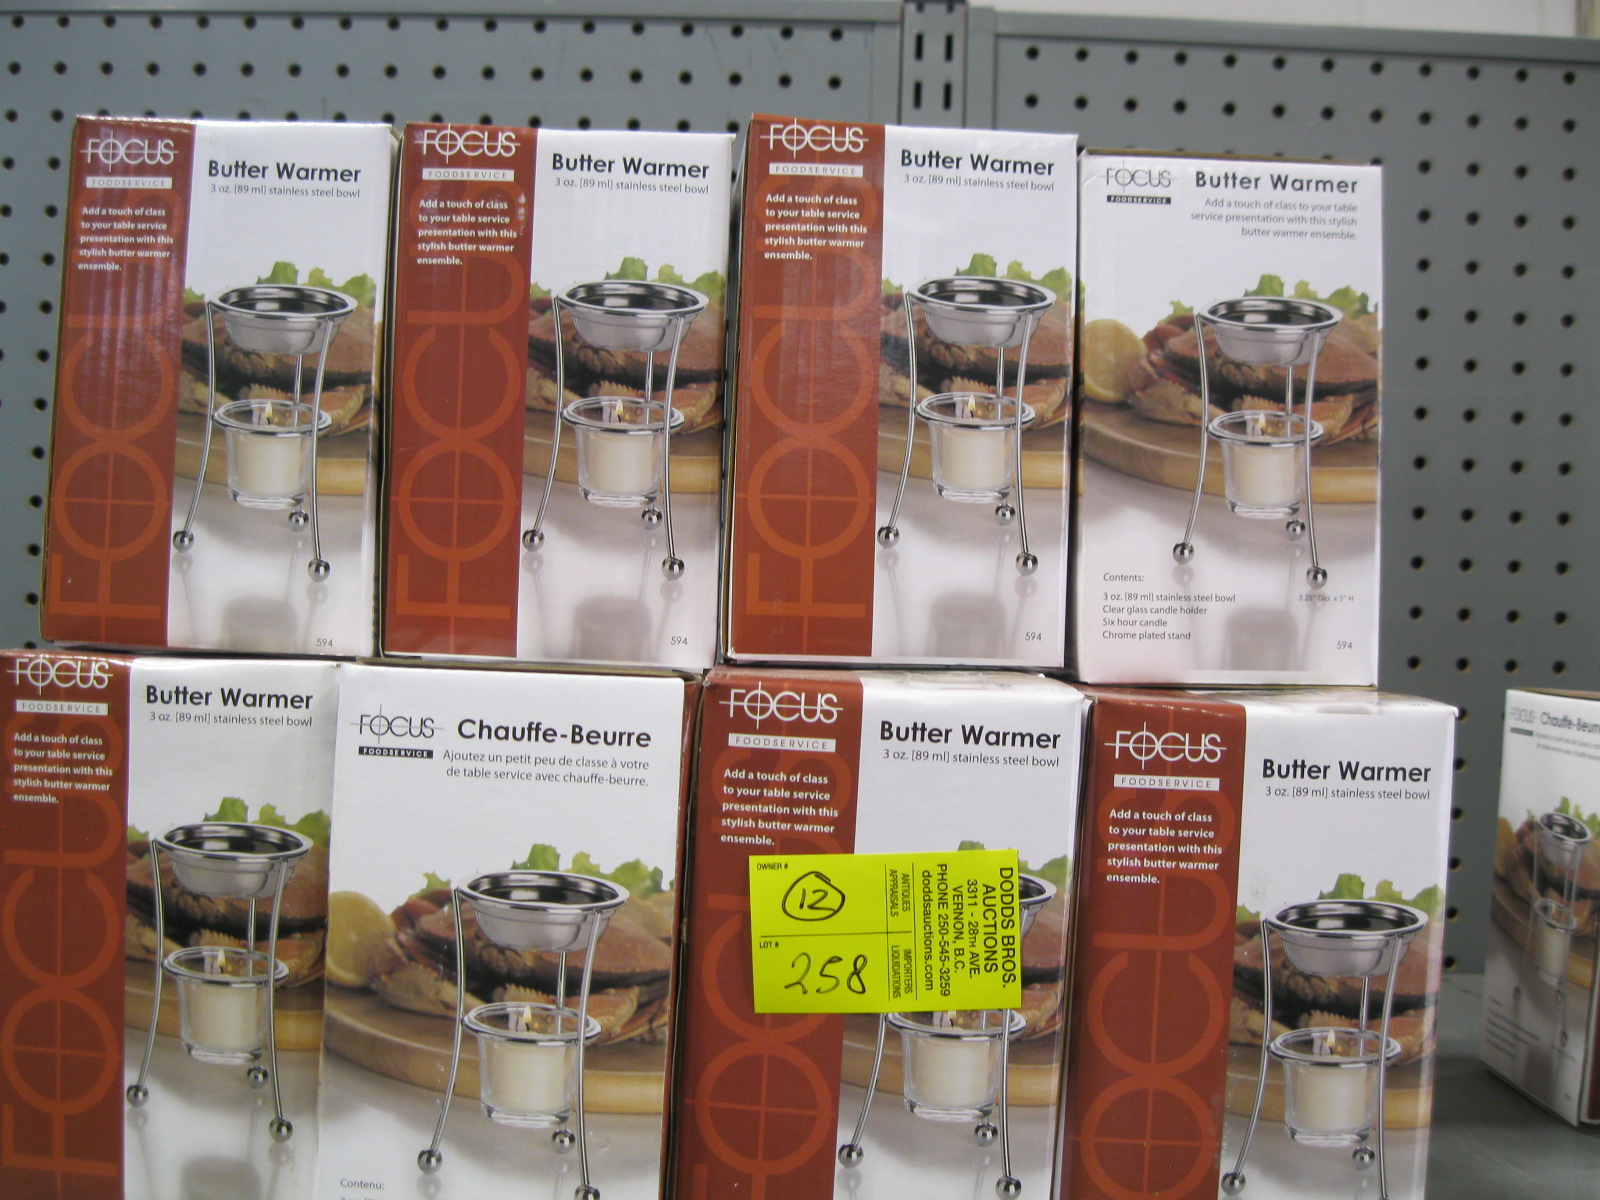 FOCUS
FOODSERVICE
Add a touch of class
to your table service
presentation with this
stylish butter warmer
ensemble.
Butter Warmer
3 oz. [89 ml] stainless steel bowl
594
FOCUS
FOCUS
FOODSERVICE
Add a touch of class
to your table service
presentation with this
stylish butter warmer
ensemble.
Butter Warmer
3 oz. [89 ml] stainless steel bowl
594
FOCUS
FOCUS
FOODSERVICE
Add a touch of class
to your table service
presentation with this
stylish butter warmer
ensemble.
Butter Warmer
3 oz. [89 ml] stainless steel bowl
594
FOCUS
FOCUS
FOODSERVICE
Butter Warmer
Add a touch of class to your table
service presentation with this stylish
butter warmer ensemble.
Contents:
3 oz. [89 ml] stainless steel bowl
3.25" Dia. x 5" H
Clear glass candle holder
Six hour candle
Chrome plated stand
594
FOCUS
FOODSERVICE
Add a touch of class
to your table service
presentation with this
stylish butter warmer
ensemble.
Butter Warmer
3 oz. [89 ml] stainless steel bowl
FOCUS
FOCUS
FOODSERVICE
Chauffe-Beurre
Ajoutez un petit peu de classe à votre
de table service avec chauffe-beurre.
Contenu:
FOCUS
FOODSERVICE
Add a touch of class
to your table service
presentation with this
stylish butter warmer
ensemble.
Butter Warmer
3 oz. [89 ml] stainless steel bowl
OWNER #
12
LOT #
258
DODDS BROS.
AUCTIONS
3311 - 28TH AVE.
VERNON, B.C.
PHONE 250-545-3259
doddsauctions.com
ANTIQUES
APPRAISALS
IMPORTERS
LIQUIDATIONS
FOCUS
FOODSERVICE
Add a touch of class
to your table service
presentation with this
stylish butter warmer
ensemble.
Butter Warmer
3 oz. [89 ml] stainless steel bowl
FOCUS
Chauffe-Beurre